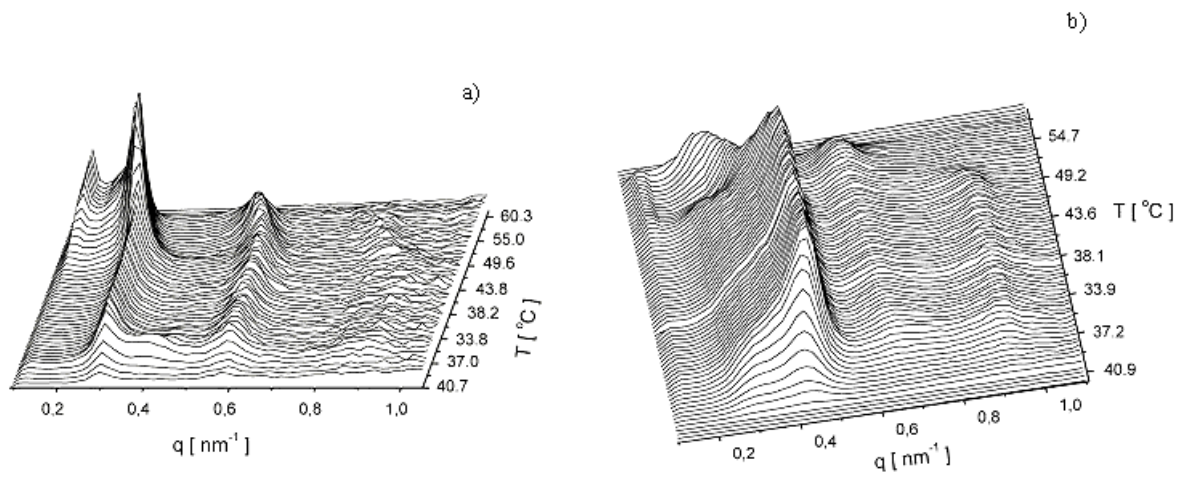 a)
60.3
55.0
49.6
43.8
38.2
33.8
37.0
40.7
T [ °C ]
0,2 0,4 0,6 0,8 1,0
q [ nm-1 ]
b)
54.7
49.2
43.6
38.1
33.9
37.2
40.9
T [ °C ]
0,2 0,4 0,6 0,8 1,0
q [ nm-1 ]